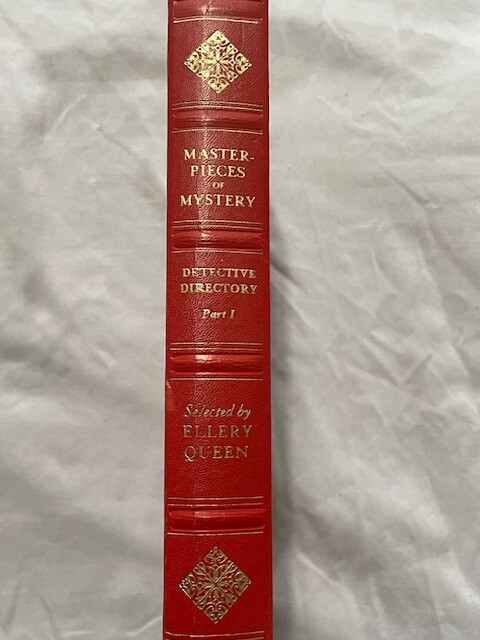 MASTER-
PIECES
OF
MYSTERY
DETECTIVE
DIRECTORY
Part I
Selected by
ELLERY
QUEEN